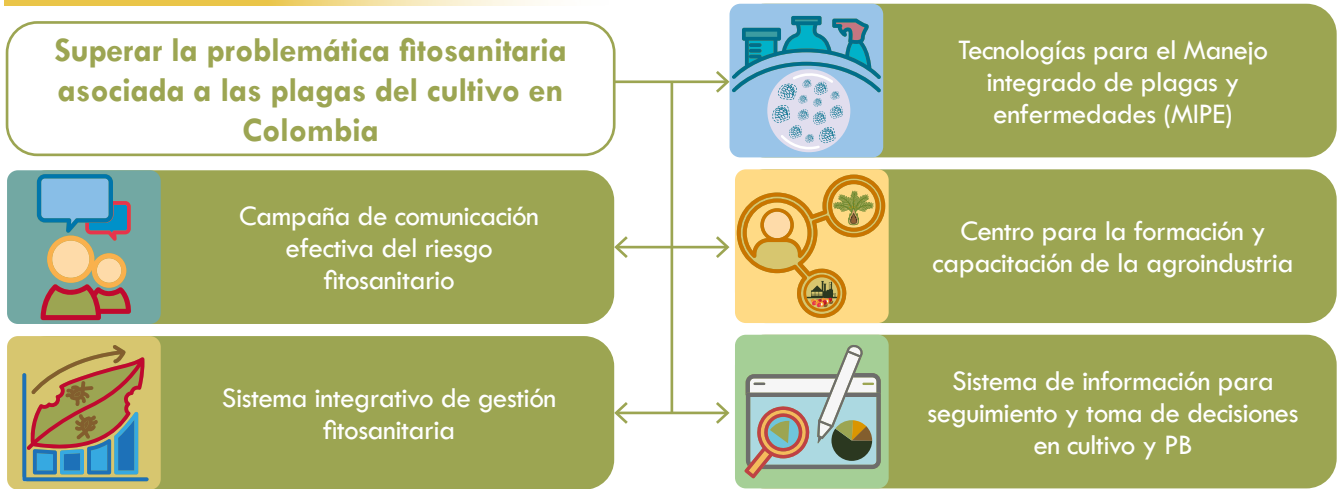 Superar la problemática fitosanitaria
asociada a las plagas del cultivo en
Colombia
Tecnologías para el Manejo
integrado de plagas y
enfermedades (MIPE)
Campaña de comunicación
efectiva del riesgo
fitosanitario
Centro para la formación y
capacitación de la agroindustria
Sistema integrativo de gestión
fitosanitaria
Sistema de información para
seguimiento y toma de decisiones
en cultivo y PB